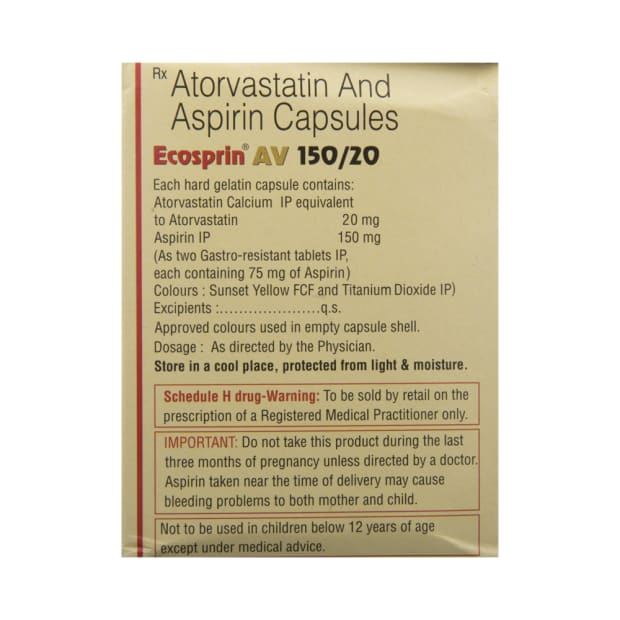 Rx Atorvastatin And
Aspirin Capsules
Ecosprin® AV 150/20
Each hard gelatin capsule contains:
Atorvastatin Calcium IP equivalent
to Atorvastatin 20 mg
Aspirin IP 150 mg
(As two Gastro-resistant tablets IP,
each containing 75 mg of Aspirin)
Colours : Sunset Yellow FCF and Titanium Dioxide IP)
Excipients :.....................q.s.
Approved colours used in empty capsule shell.
Dosage : As directed by the Physician.
Store in a cool place, protected from light & moisture.
Schedule H drug-Warning: To be sold by retail on the
prescription of a Registered Medical Practitioner only.
IMPORTANT: Do not take this product during the last
three months of pregnancy unless directed by a doctor.
Aspirin taken near the time of delivery may cause
bleeding problems to both mother and child.
Not to be used in children below 12 years of age
except under medical advice.